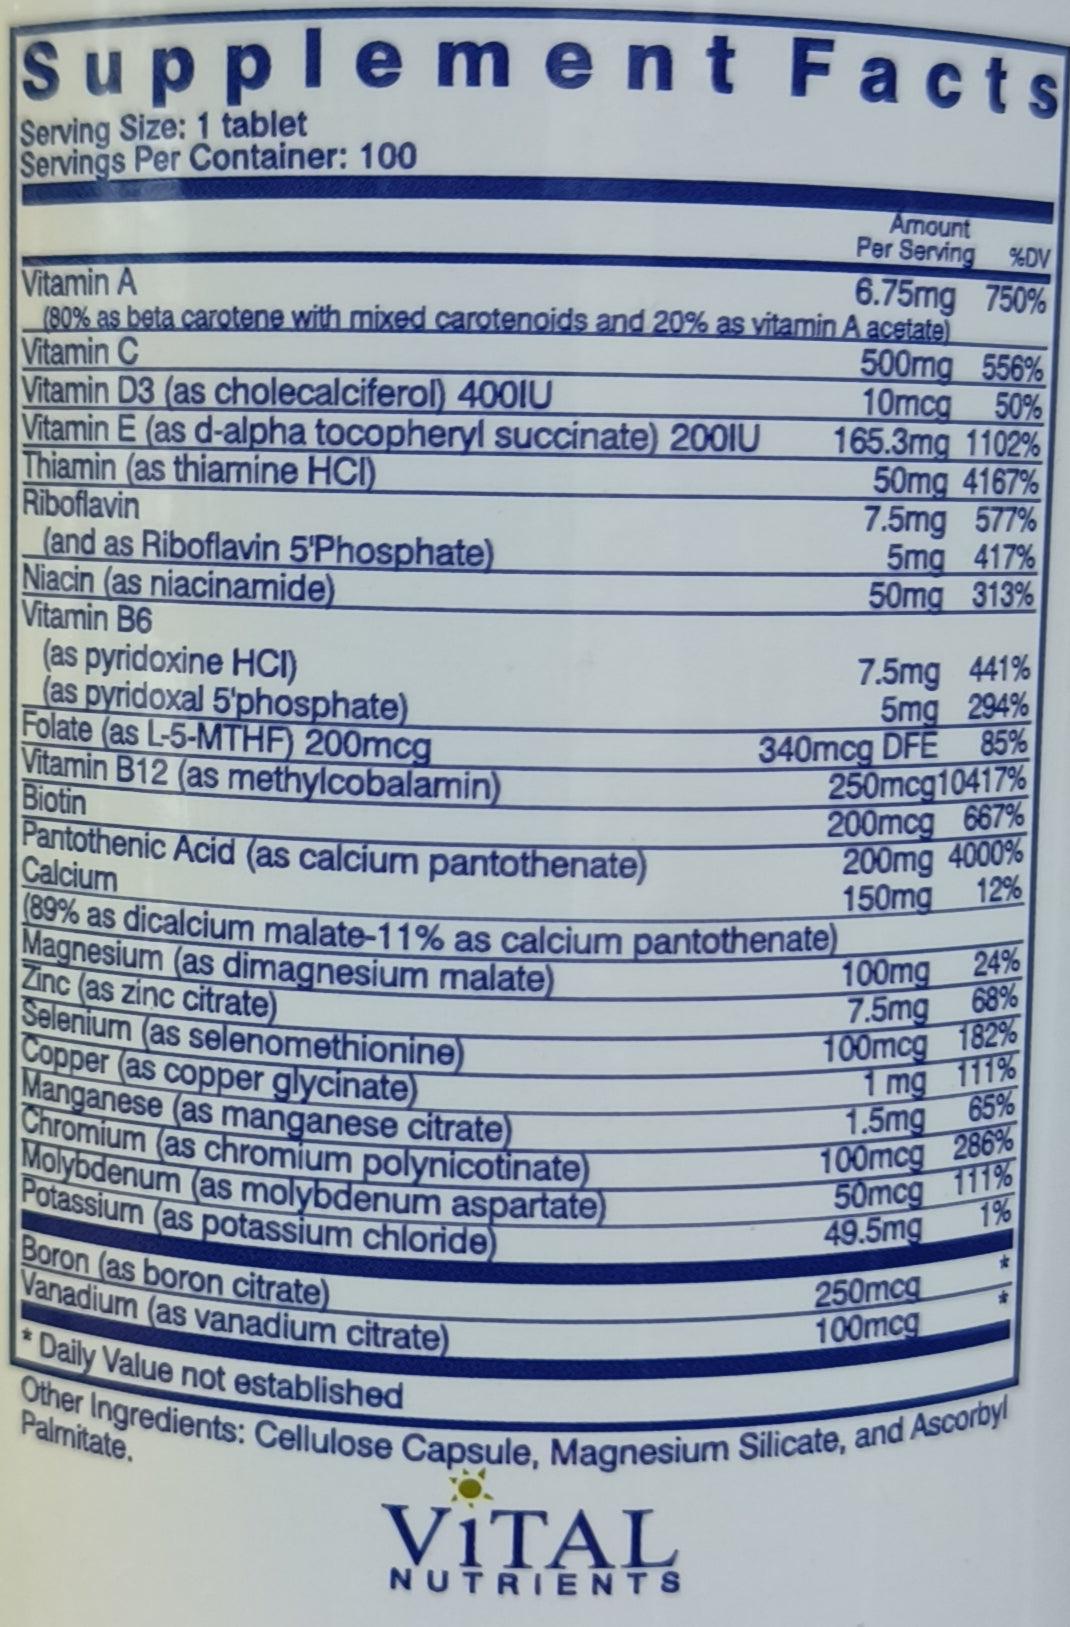 Supplement Facts
Serving Size: 1 tablet
Servings Per Container: 100
Amount
Per Serving %DV
Vitamin A 6.75mg 750%
(80% as beta carotene with mixed carotenoids and 20% as vitamin A acetate)
Vitamin C 500mg 556%
Vitamin D3 (as cholecalciferol) 400IU 10mcg 50%
Vitamin E (as d-alpha tocopheryl succinate) 200IU 165.3mg 1102%
Thiamin (as thiamine HCl) 50mg 4167%
Riboflavin 7.5mg 577%
(and as Riboflavin 5'Phosphate) 5mg 417%
Niacin (as niacinamide) 50mg 313%
Vitamin B6
(as pyridoxine HCl) 7.5mg 441%
(as pyridoxal 5'phosphate) 5mg 294%
Folate (as L-5-MTHF) 200mcg 340mcg DFE 85%
Vitamin B12 (as methylcobalamin) 250mcg 10417%
Biotin 200mcg 667%
Pantothenic Acid (as calcium pantothenate) 200mg 4000%
Calcium 150mg 12%
(89% as dicalcium malate-11% as calcium pantothenate)
Magnesium (as dimagnesium malate) 100mg 24%
Zinc (as zinc citrate) 7.5mg 68%
Selenium (as selenomethionine) 100mcg 182%
Copper (as copper glycinate) 1 mg 111%
Manganese (as manganese citrate) 1.5mg 65%
Chromium (as chromium polynicotinate) 100mcg 286%
Molybdenum (as molybdenum aspartate) 50mcg 111%
Potassium (as potassium chloride) 49.5mg 1%
Boron (as boron citrate) 250mcg *
Vanadium (as vanadium citrate) 100mcg *
* Daily Value not established
Other Ingredients: Cellulose Capsule, Magnesium Silicate, and Ascorbyl
Palmitate.
ViTAL
NUTRIENTS